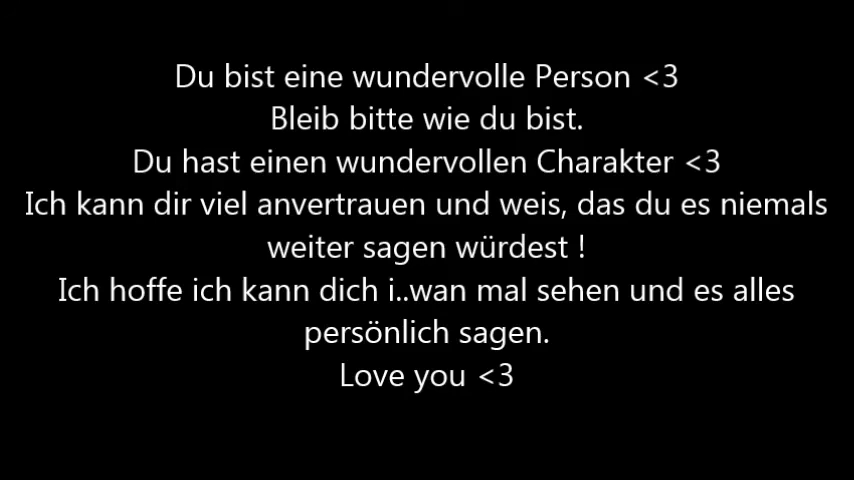 Du bist eine wundervolle Person <3
Bleib bitte wie du bist.
Du hast einen wundervollen Charakter <3
Ich kann dir viel anvertrauen und weis, das du es niemals
weiter sagen würdest !
Ich hoffe ich kann dich i..wan mal sehen und es alles
persönlich sagen.
Love you <3